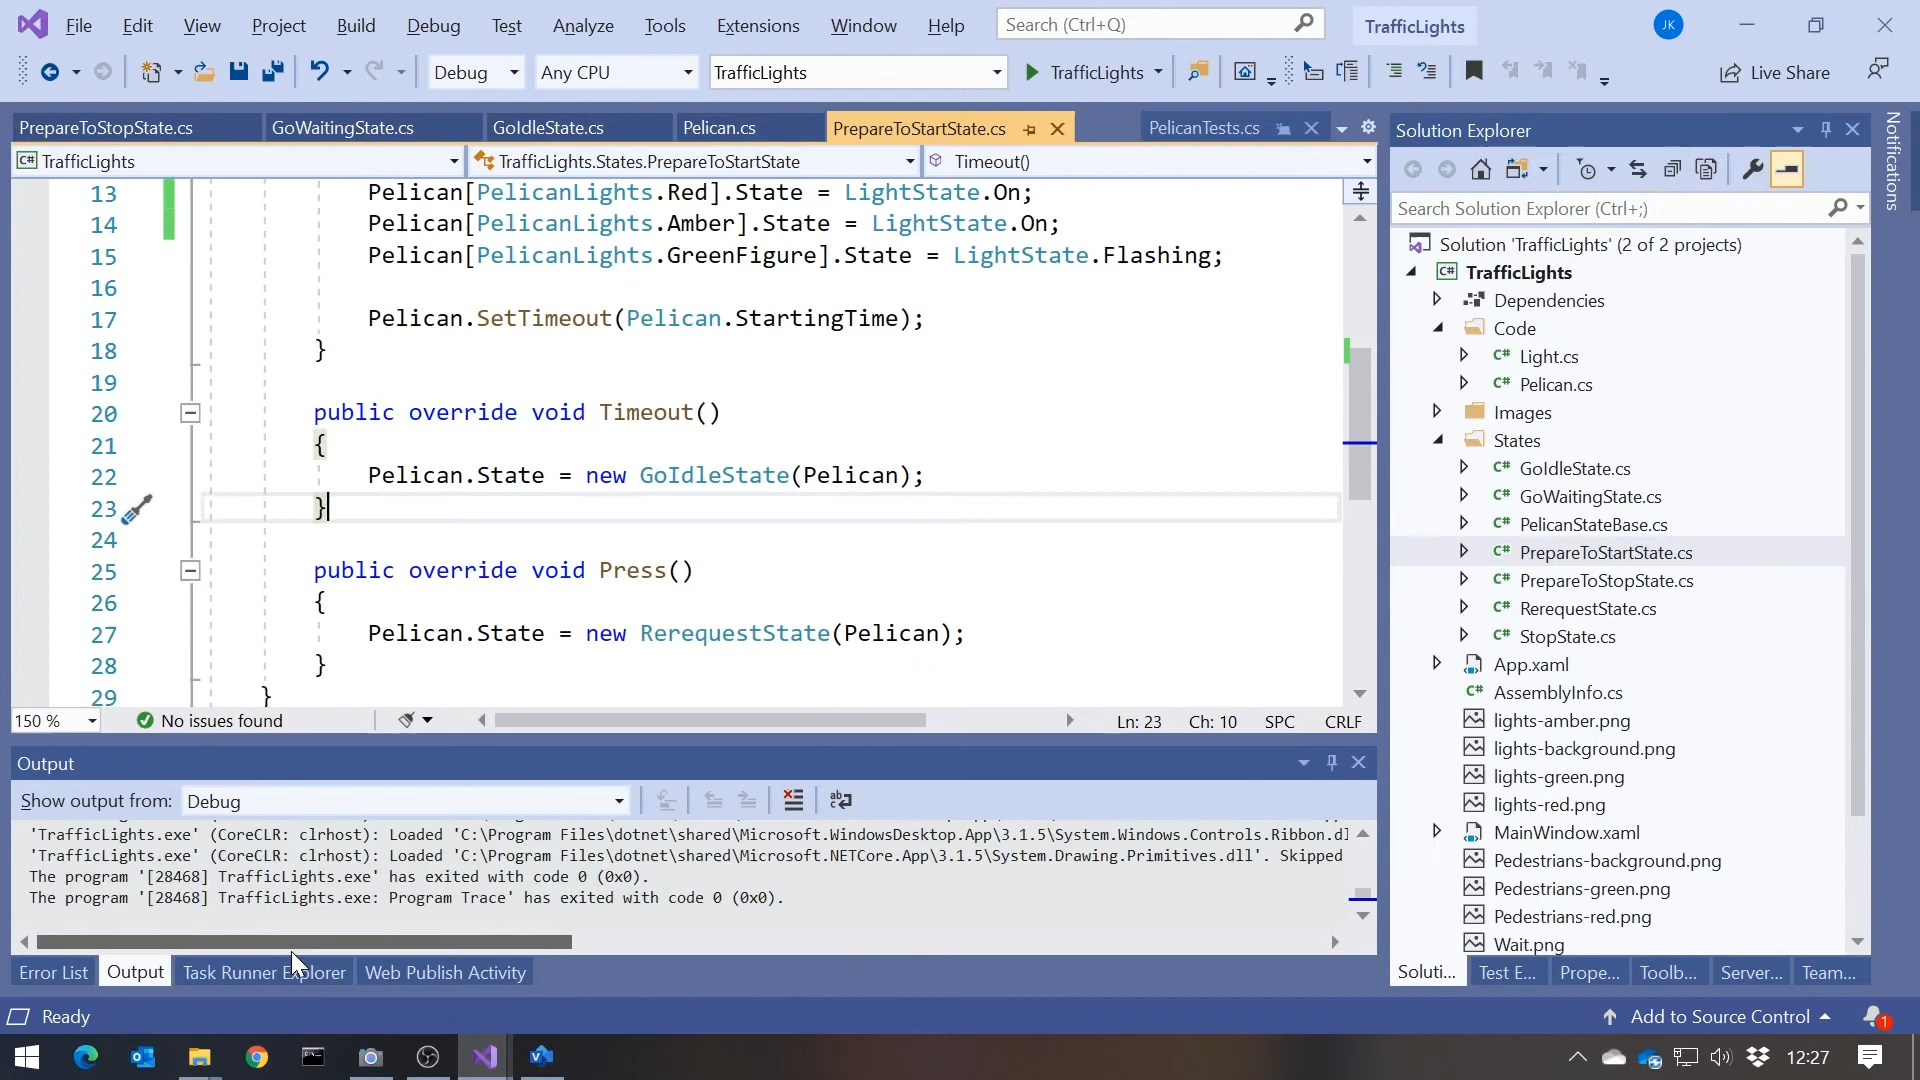 File Edit View Project Build Debug Test Analyze Tools Extensions Window Help Search (Ctrl+Q) TrafficLights JK
Debug Any CPU TrafficLights TrafficLights Live Share
PrepareToStopState.cs GoWaitingState.cs GoIdleState.cs Pelican.cs PrepareToStartState.cs PelicanTests.cs
C# TrafficLights TrafficLights.States.PrepareToStartState Timeout()
13 Pelican[PelicanLights.Red].State = LightState.On;
14 Pelican[PelicanLights.Amber].State = LightState.On;
15 Pelican[PelicanLights.GreenFigure].State = LightState.Flashing;
16
17 Pelican.SetTimeout(Pelican.StartingTime);
18 }
19
20 public override void Timeout()
21 {
22 Pelican.State = new GoIdleState(Pelican);
23 }
24
25 public override void Press()
26 {
27 Pelican.State = new RerequestState(Pelican);
28 }
29 }
150 % No issues found Ln: 23 Ch: 10 SPC CRLF
Output
Show output from: Debug
'TrafficLights.exe' (CoreCLR: clrhost): Loaded 'C:\Program Files\dotnet\shared\Microsoft.WindowsDesktop.App\3.1.5\System.Windows.Controls.Ribbon.dl
'TrafficLights.exe' (CoreCLR: clrhost): Loaded 'C:\Program Files\dotnet\shared\Microsoft.NETCore.App\3.1.5\System.Drawing.Primitives.dll'. Skipped
The program '[28468] TrafficLights.exe' has exited with code 0 (0x0).
The program '[28468] TrafficLights.exe: Program Trace' has exited with code 0 (0x0).
Error List Output Task Runner Explorer Web Publish Activity
Solution Explorer
Search Solution Explorer (Ctrl+;)
Solution 'TrafficLights' (2 of 2 projects)
C# TrafficLights
Dependencies
Code
C# Light.cs
C# Pelican.cs
Images
States
C# GoIdleState.cs
C# GoWaitingState.cs
C# PelicanStateBase.cs
C# PrepareToStartState.cs
C# PrepareToStopState.cs
C# RerequestState.cs
C# StopState.cs
App.xaml
C# AssemblyInfo.cs
lights-amber.png
lights-background.png
lights-green.png
lights-red.png
MainWindow.xaml
Pedestrians-background.png
Pedestrians-green.png
Pedestrians-red.png
Wait.png
Soluti... Test E... Prope... Toolb... Server... Team...
Notifications
Ready Add to Source Control 1
12:27